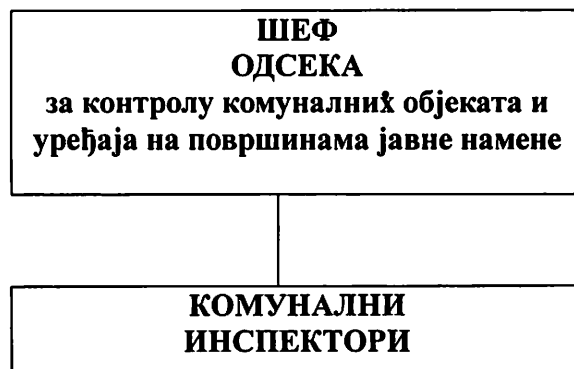 ШЕФ
ОДСЕКА
за контролу комуналних објеката и
уређаја на површинама јавне намене
КОМУНАЛНИ
ИНСПЕКТОРИ